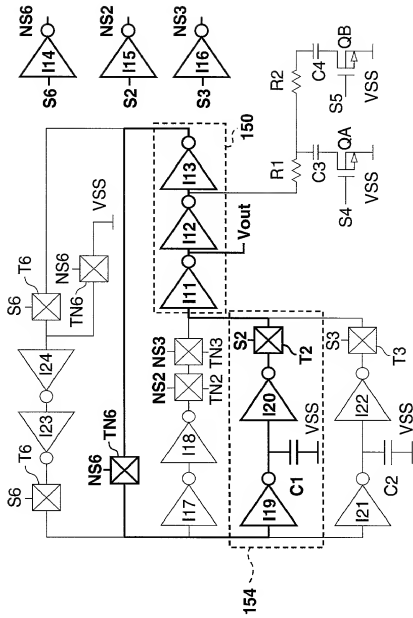 NS6
I14
S6
NS2
I15
S2
NS3
I16
S3
150
I13
I12
I11
Vout
R1
R2
C3
C4
QA
QB
S4
S5
VSS
VSS
VSS
T6
S6
NS6
TN6
I24
I23
T6
S6
TN6
NS6
NS3
TN3
NS2
TN2
I18
I17
S2
T2
I20
VSS
C1
I19
154
S3
T3
I22
VSS
C2
I21